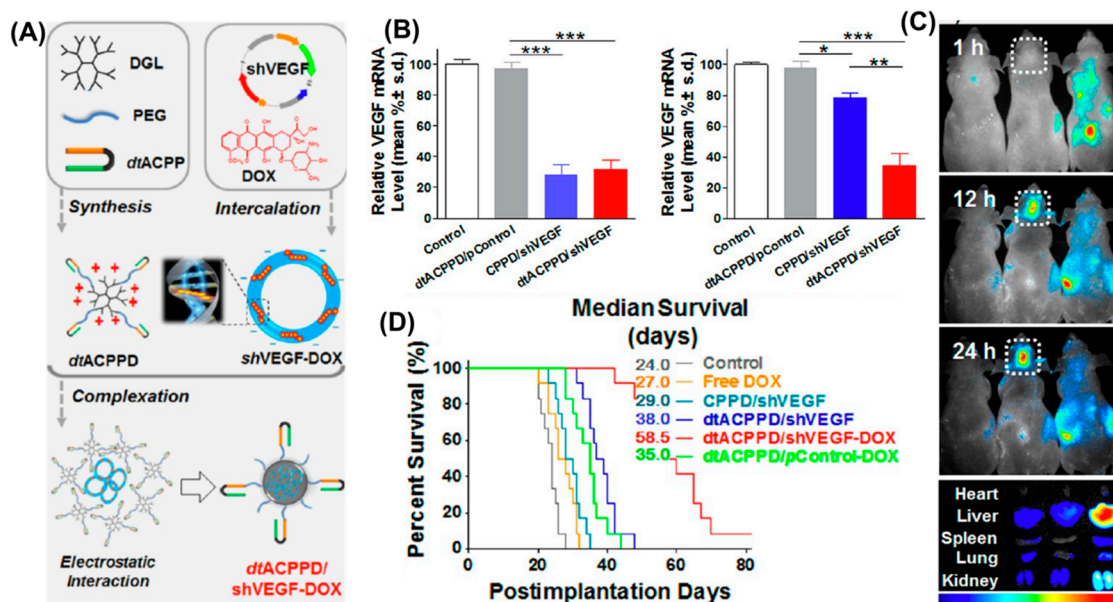 (A)
DGL
PEG
dtACPP
shVEGF
DOX
Synthesis
Intercalation
dtACPPD
shVEGF-DOX
Complexation
Electrostatic
Interaction
dtACPPD/
shVEGF-DOX
(B)
Relative VEGF mRNA
Level (mean %± s.d.)
100
80
60
40
20
0
***
***
Control
dtACPPD/pControl
CPPD/shVEGF
dtACPPD/shVEGF
Relative VEGF mRNA
Level (mean %± s.d.)
100
80
60
40
20
0
***
*
**
Control
dtACPPD/pControl
CPPD/shVEGF
dtACPPD/shVEGF
(C)
1 h
12 h
24 h
Heart
Liver
Spleen
Lung
Kidney
(D)
Median Survival
(days)
24.0 Control
27.0 Free DOX
29.0 CPPD/shVEGF
38.0 dtACPPD/shVEGF
58.5 dtACPPD/shVEGF-DOX
35.0 dtACPPD/pControl-DOX
Percent Survival (%)
100
80
60
40
20
0
0 20 40 60 80
Postimplantation Days